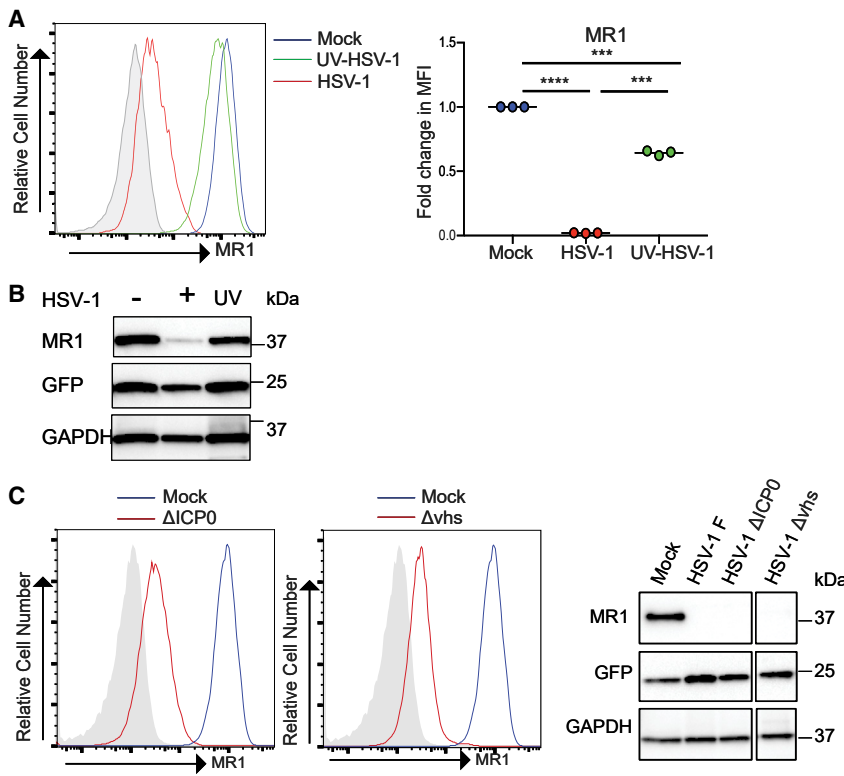 A
Relative Cell Number
MR1
Mock
UV-HSV-1
HSV-1
MR1
Fold change in MFI
1.5
1.0
0.5
0.0
***
****
***
Mock
HSV-1
UV-HSV-1
B
HSV-1 - + UV kDa
MR1 37
GFP 25
GAPDH 37
C
Mock
ΔICP0
Relative Cell Number
MR1
Mock
Δvhs
Relative Cell Number
MR1
Mock
HSV-1 F
HSV-1 ΔICP0
HSV-1 Δvhs
kDa
MR1 37
GFP 25
GAPDH 37